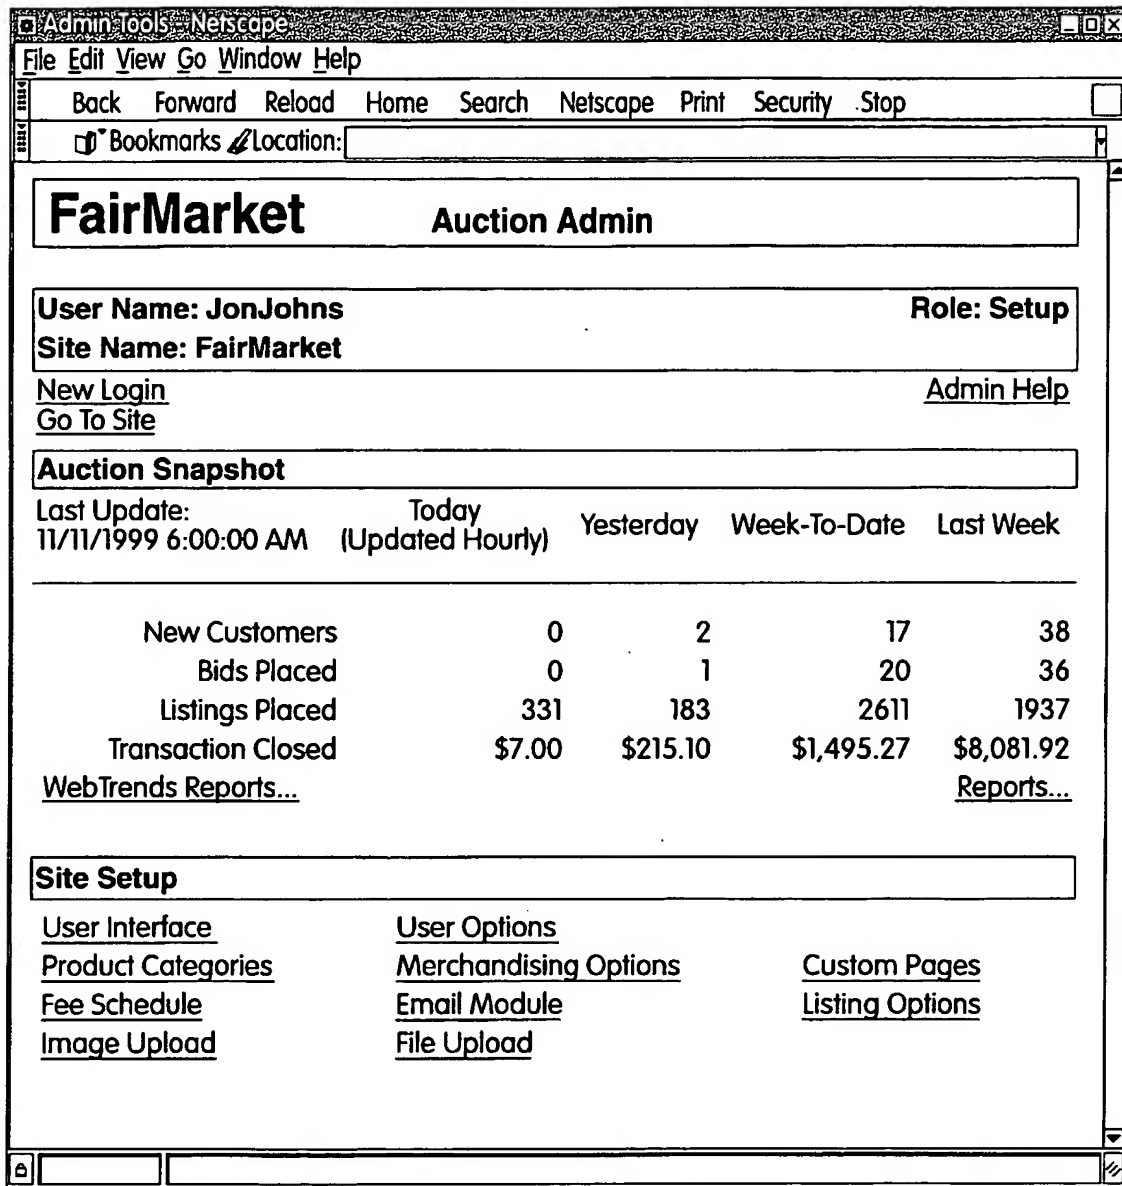 Admin Tools - Netscape
File Edit View Go Window Help
Back Forward Reload Home Search Netscape Print Security Stop
Bookmarks Location:
FairMarket Auction Admin
User Name: JonJohns Role: Setup
Site Name: FairMarket
New Login Admin Help
Go To Site
Auction Snapshot
Last Update: Today
11/11/1999 6:00:00 AM (Updated Hourly) Yesterday Week-To-Date Last Week
New Customers 0 2 17 38
Bids Placed 0 1 20 36
Listings Placed 331 183 2611 1937
Transaction Closed $7.00 $215.10 $1,495.27 $8,081.92
WebTrends Reports... Reports...
Site Setup
User Interface User Options
Product Categories Merchandising Options Custom Pages
Fee Schedule Email Module Listing Options
Image Upload File Upload